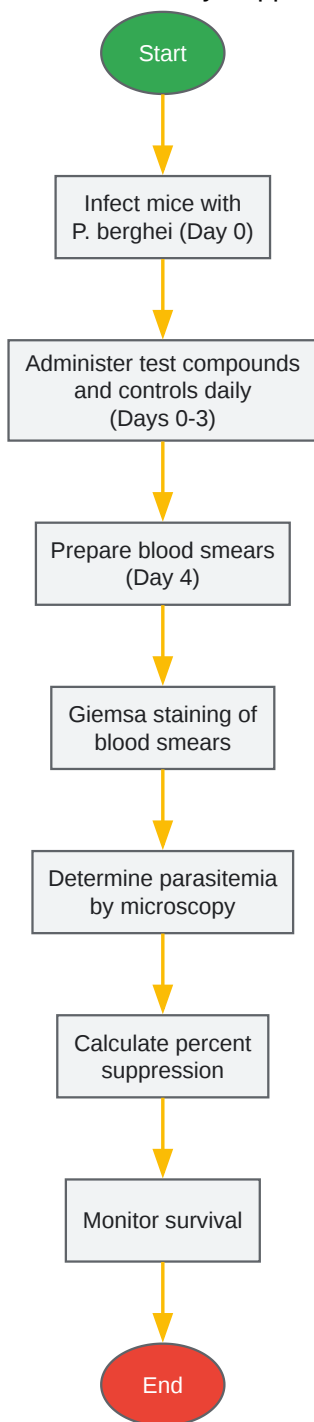 Start
Infect mice with
P. berghei (Day 0)
Administer test compounds
and controls daily
(Days 0-3)
Prepare blood smears
(Day 4)
Giemsa staining of
blood smears
Determine parasitemia
by microscopy
Calculate percent
suppression
Monitor survival
End